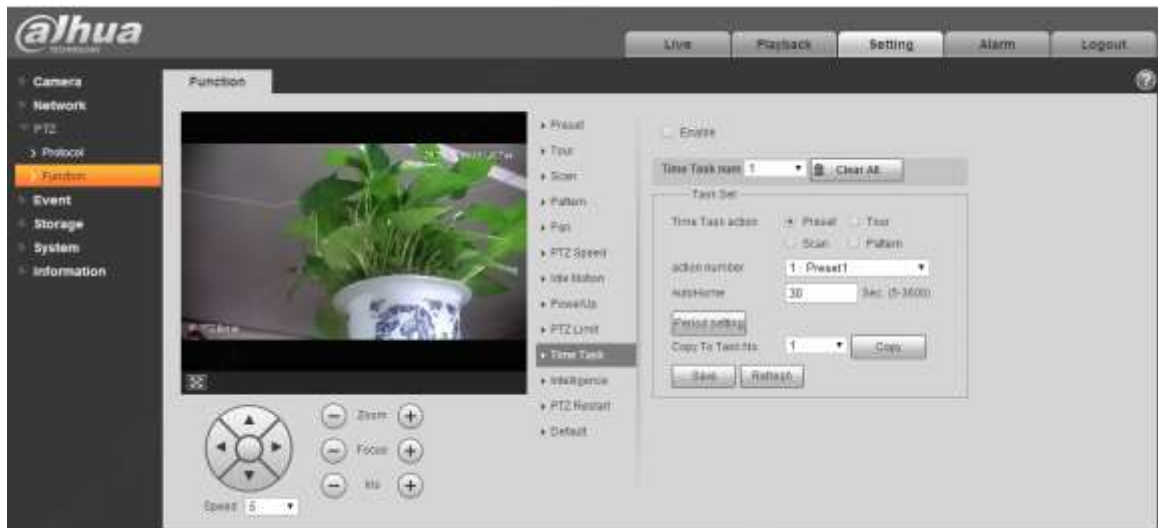 alhua
TECHNOLOGY
Live
Playback
Setting
Alarm
Logout
Camera
Network
PTZ
Protocol
Function
Event
Storage
System
Information
Function
Preset
Tour
Scan
Pattern
Pan
PTZ Speed
Idle Motion
PowerUp
PTZ Limit
Time Task
Intelligence
PTZ Restart
Default
Enable
Time Task num 1 Clear All
Task Set
Time Task action Preset Tour
Scan Pattern
action number 1 : Preset1
AutoHome 30 Sec. (5-3600)
Period setting
Copy To Task No. 1 Copy
Save Refresh
Zoom
Focus
Iris
Speed 5